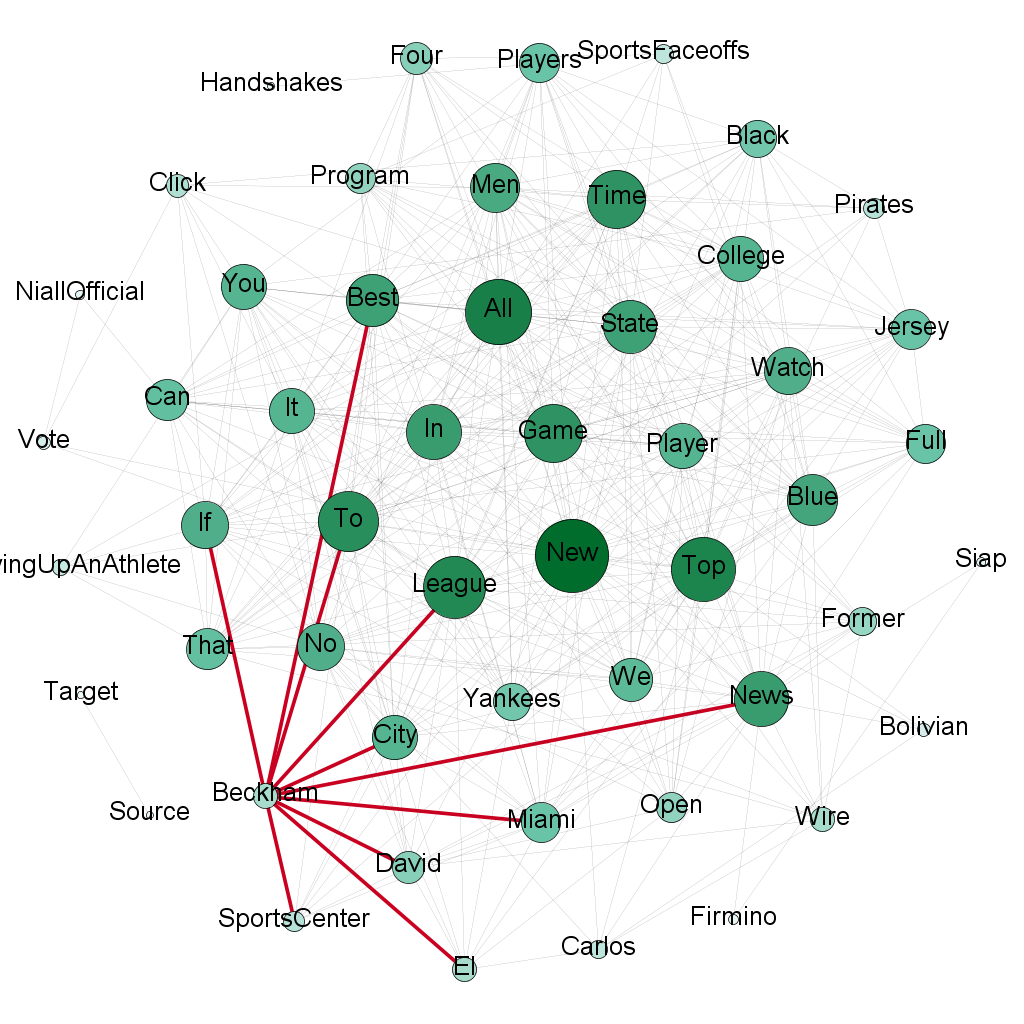 Four
Players
SportsFaceoffs
Handshakes
Black
Click
Program
Men
Time
Pirates
College
NiallOfficial
You
Best
All
State
Jersey
Watch
Can
It
In
Game
Player
Vote
Full
If
To
Blue
vingUpAnAthlete
New
League
Top
Siap
That
No
Former
Target
Yankees
We
News
City
Bolivian
Beckham
Source
Miami
Open
Wire
David
SportsCenter
Firmino
El
Carlos